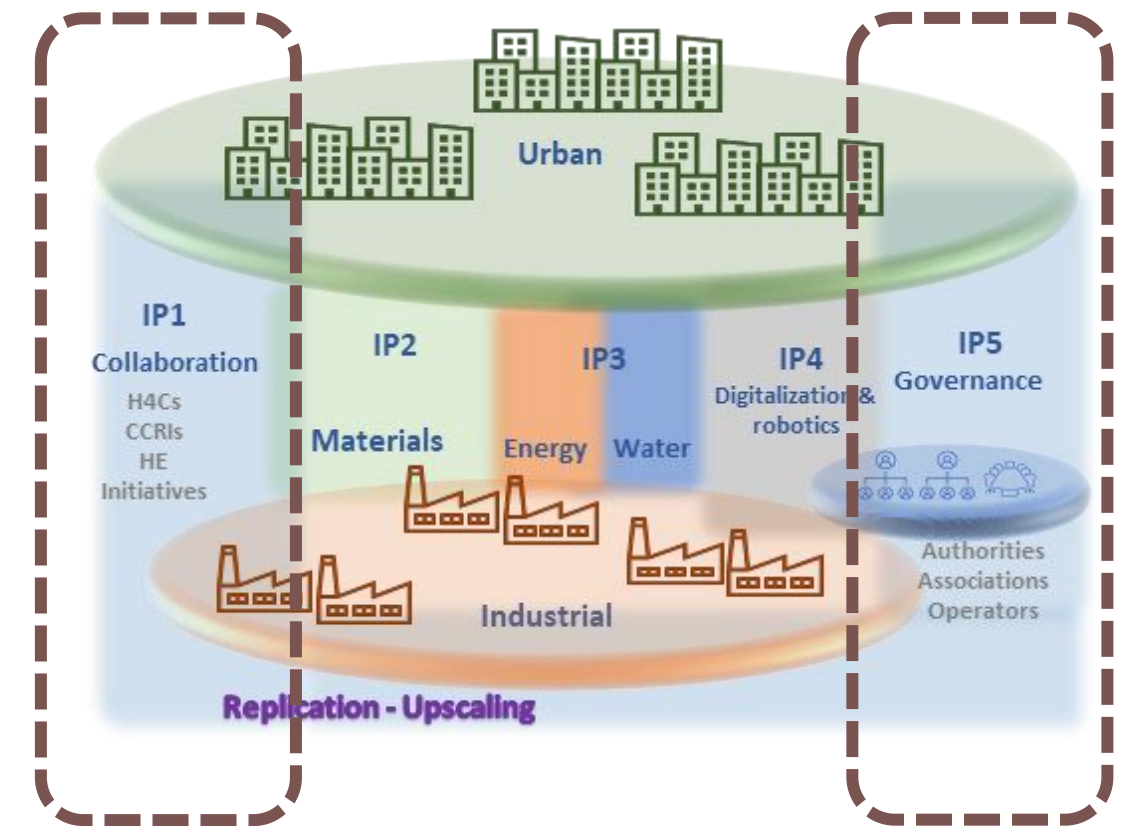 Urban
IP1
Collaboration
H4Cs
CCRIs
HE
Initiatives
IP2
Materials
IP3
Energy Water
IP4
Digitalization &
robotics
IP5
Governance
Authorities
Associations
Operators
Industrial
Replication - Upscaling